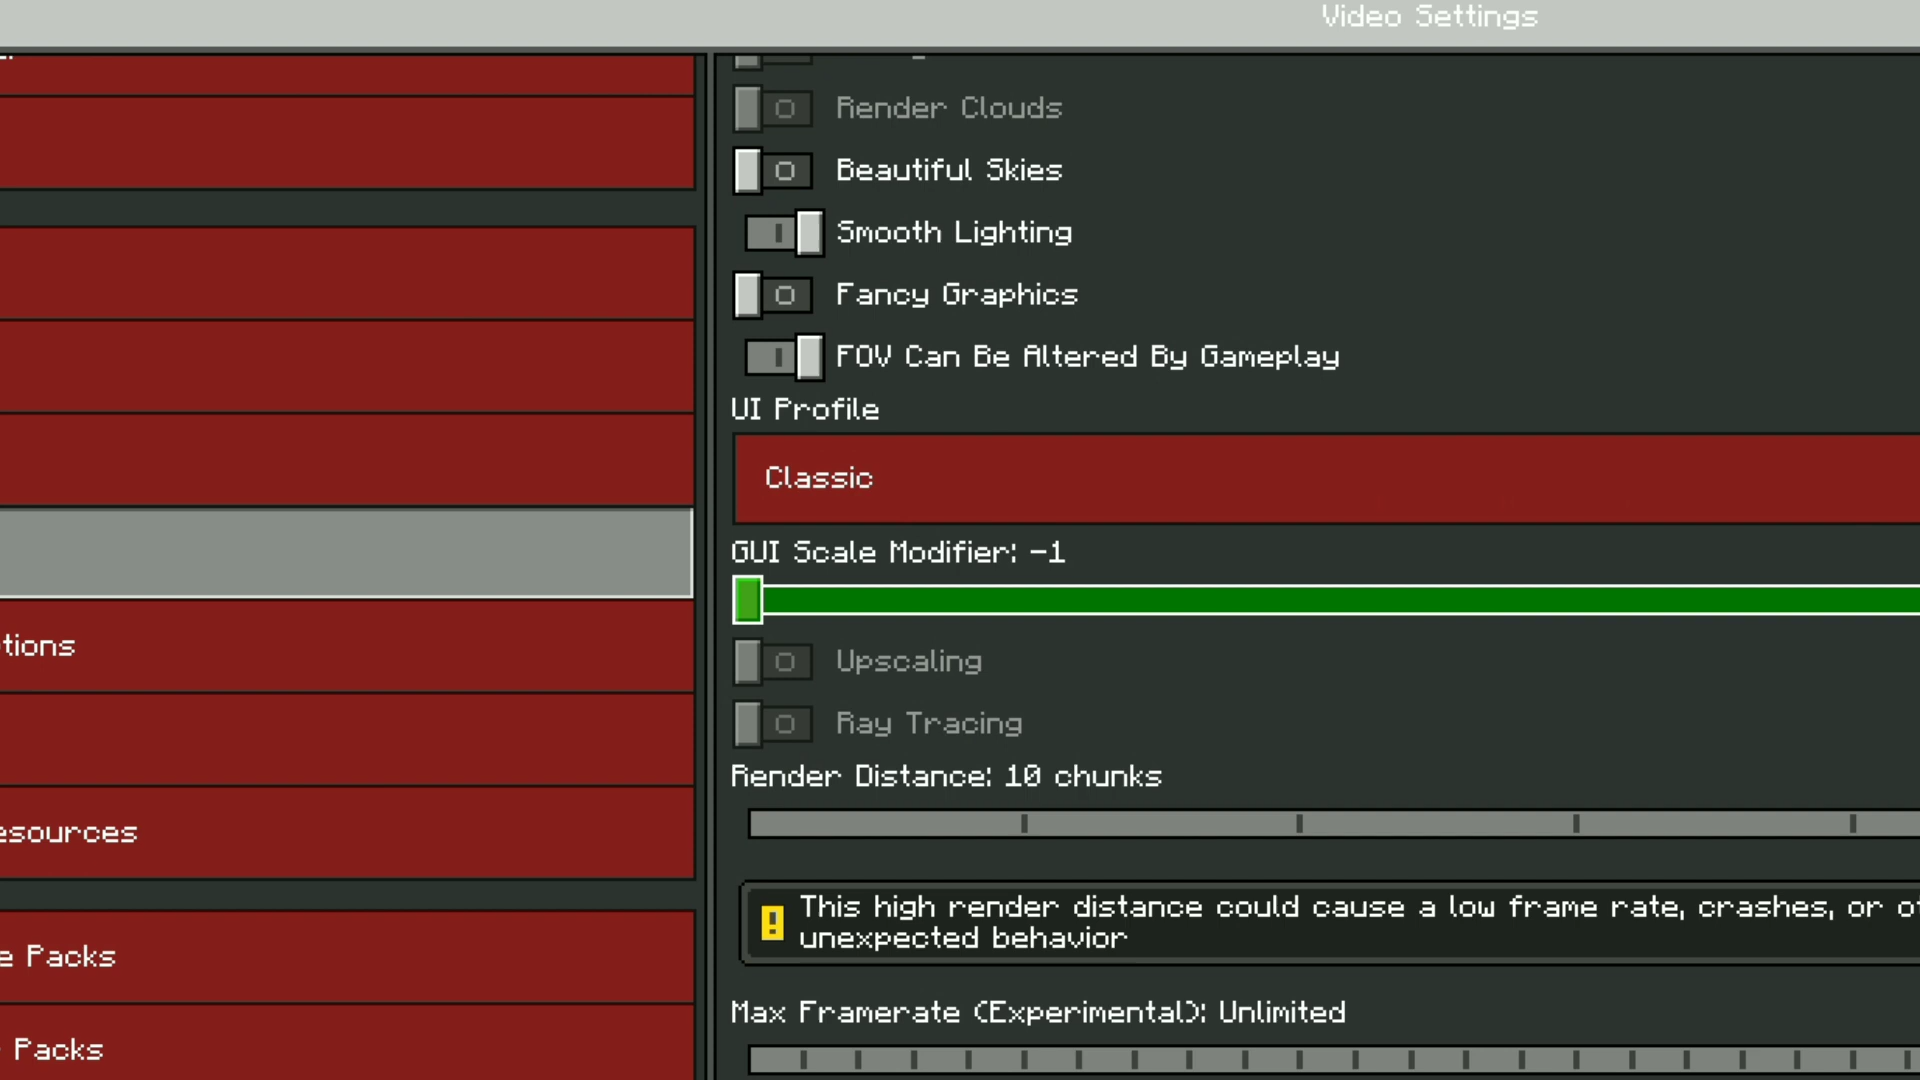 Video Settings
Render Clouds
Beautiful Skies
Smooth Lighting
Fancy Graphics
FOV Can Be Altered By Gameplay
UI Profile
Classic
GUI Scale Modifier: -1
Upscaling
Ray Tracing
Render Distance: 10 chunks
This high render distance could cause a low frame rate, crashes, or
unexpected behavior
Max Framerate (Experimental): Unlimited
tions
esources
e Packs
Packs